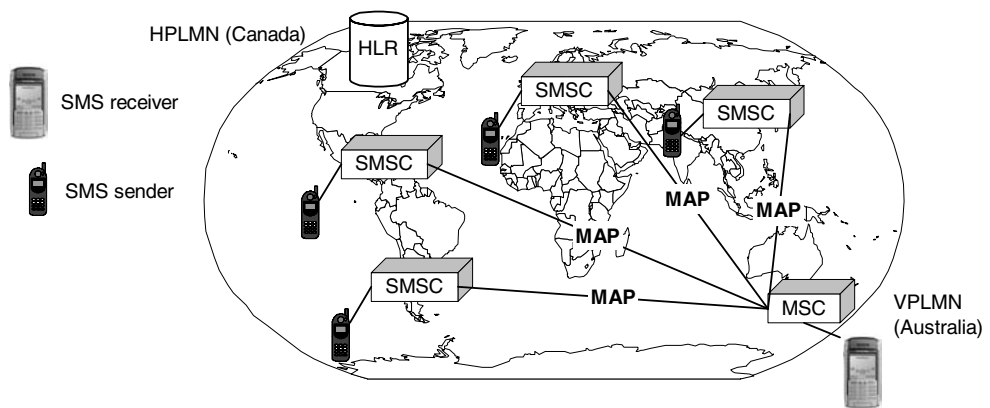 HPLMN (Canada)
HLR
SMS receiver
SMSC
SMSC
SMSC
SMS sender
MAP
MAP
MAP
SMSC
MAP
MSC
VPLMN
(Australia)